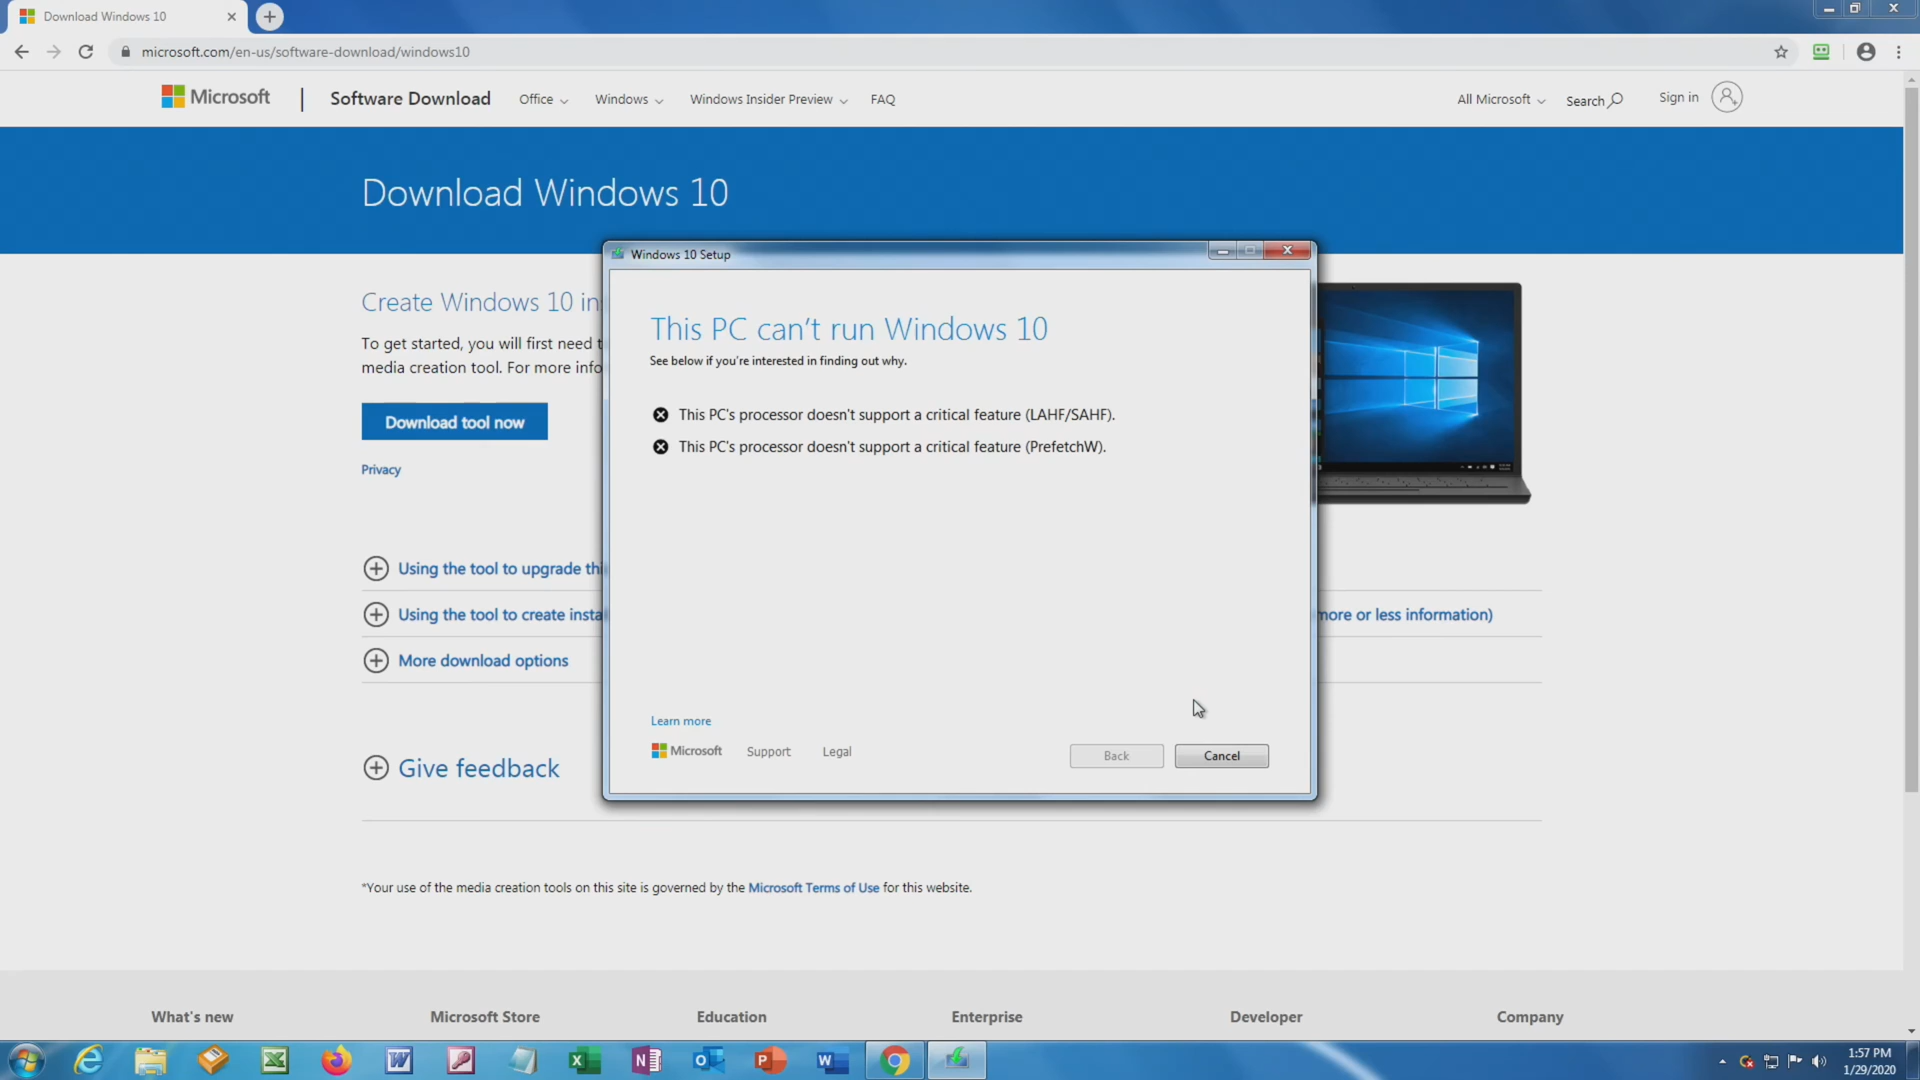 Download Windows 10
microsoft.com/en-us/software-download/windows10
Microsoft
Software Download
Office
Windows
Windows Insider Preview
FAQ
All Microsoft
Search
Sign in
Download Windows 10
Create Windows 10 in
To get started, you will first need t
media creation tool. For more info
Download tool now
Privacy
Using the tool to upgrade thi
Using the tool to create insta
more or less information)
More download options
Give feedback
*Your use of the media creation tools on this site is governed by the Microsoft Terms of Use for this website.
Windows 10 Setup
This PC can't run Windows 10
See below if you're interested in finding out why.
This PC's processor doesn't support a critical feature (LAHF/SAHF).
This PC's processor doesn't support a critical feature (PrefetchW).
Learn more
Microsoft
Support
Legal
Back
Cancel
What's new
Microsoft Store
Education
Enterprise
Developer
Company
1:57 PM
1/29/2020